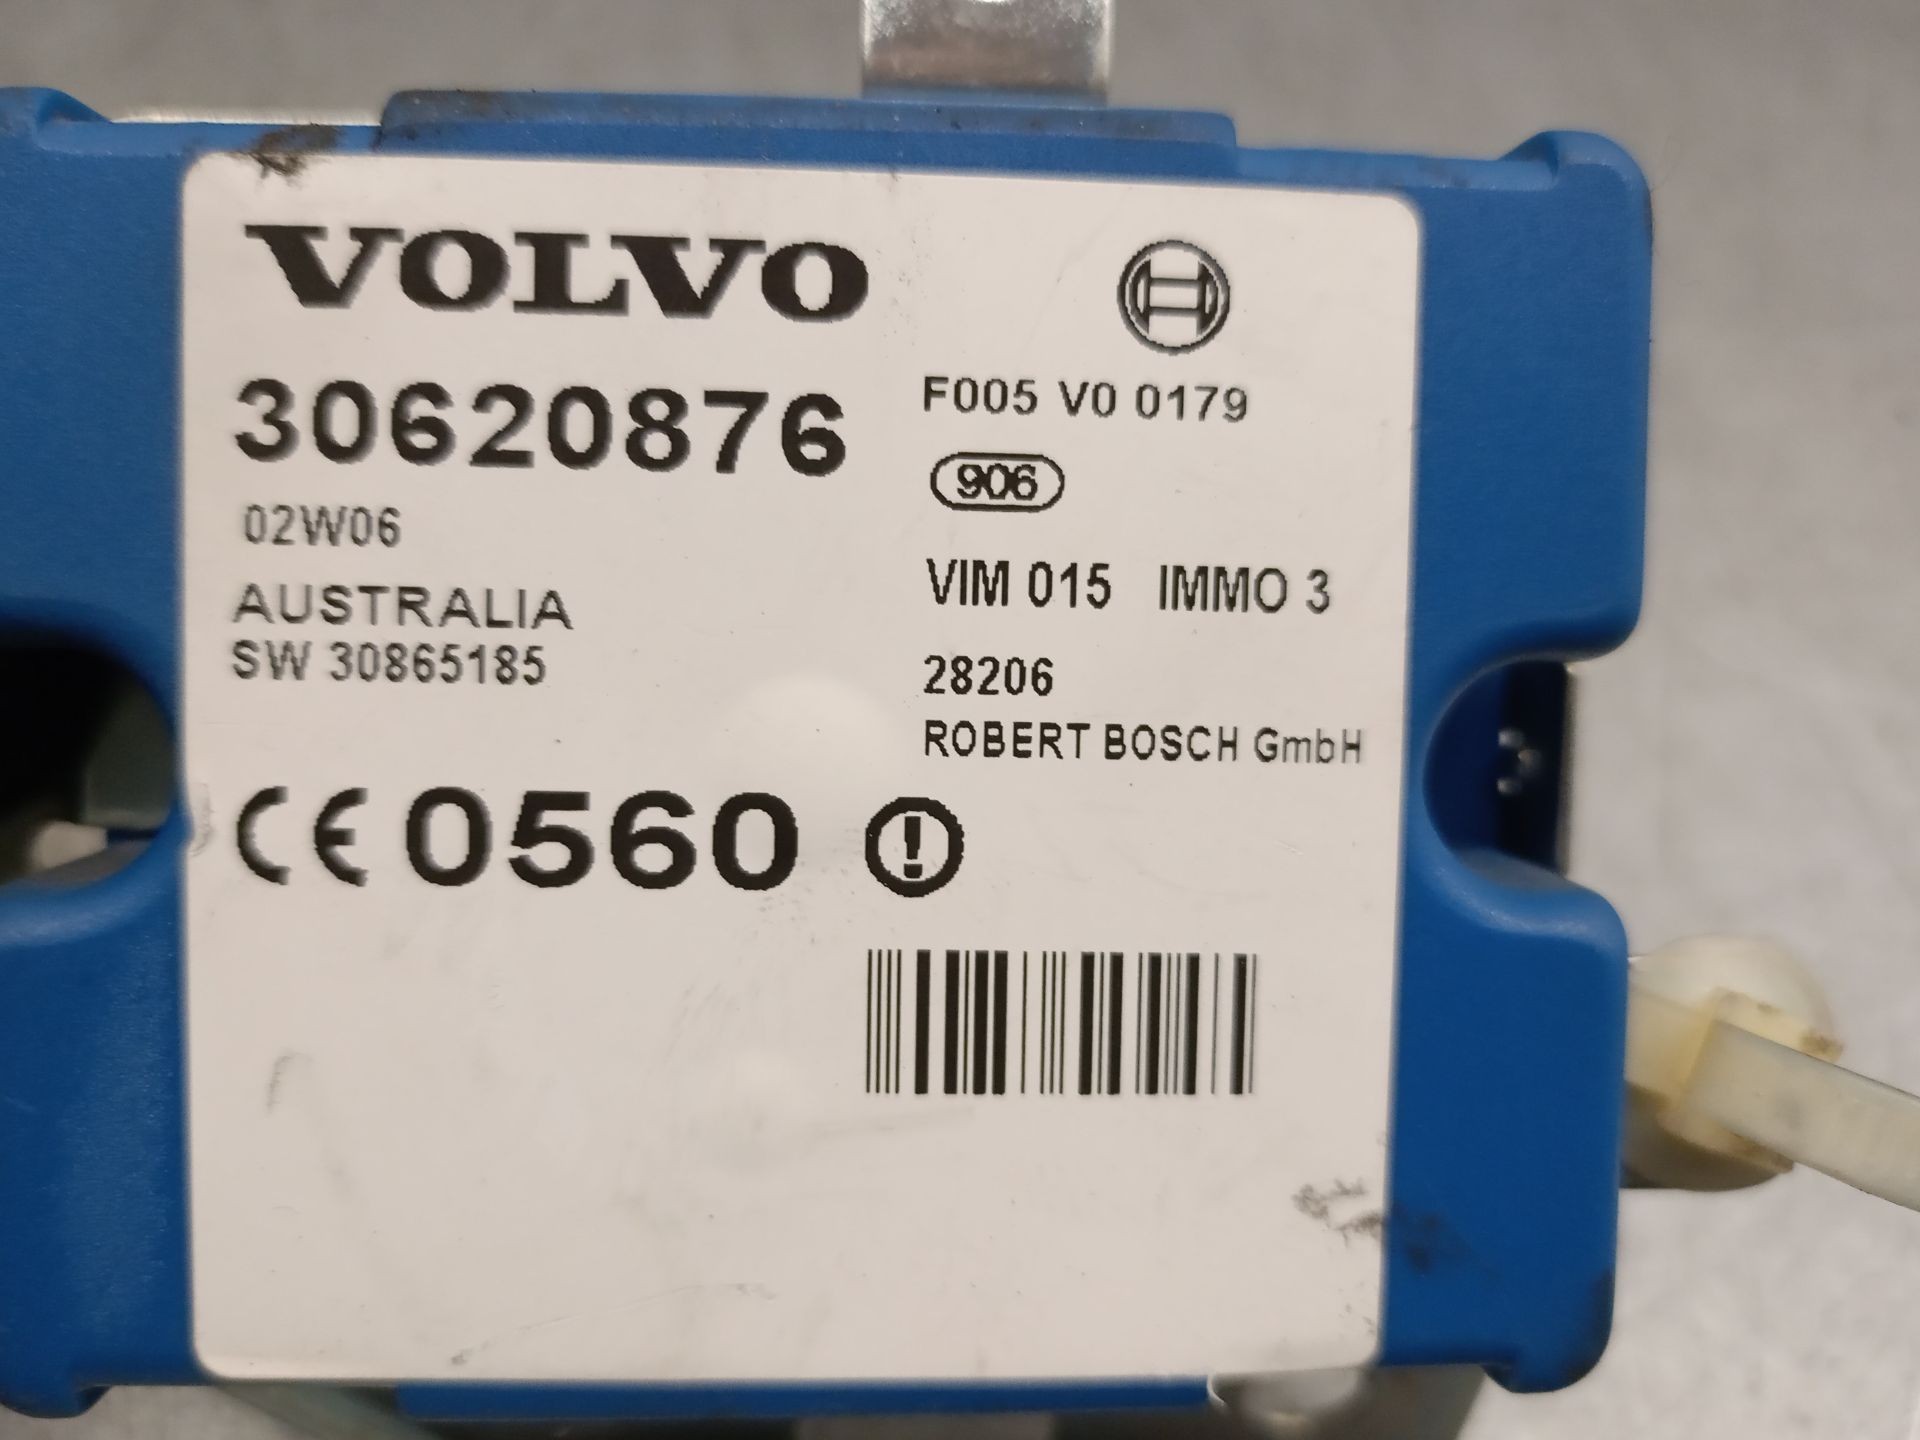 VOLVO
30620876
02W06
AUSTRALIA
SW 30865185
F005 V0 0179
906
VIM 015 IMMO 3
28206
ROBERT BOSCH GmbH
CE 0560 !